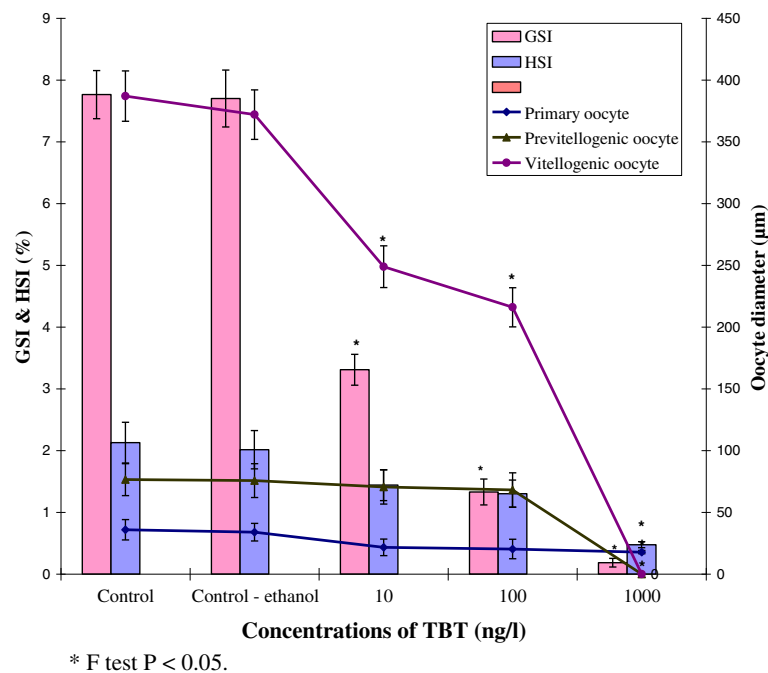 GSI
HSI
Primary oocyte
Previtellogenic oocyte
Vitellogenic oocyte
GSI & HSI (%)
9
8
7
6
5
4
3
2
1
0
Oocyte diameter (µm)
450
400
350
300
250
200
150
100
50
0
*
*
*
*
*
*
*
0
Control
Control - ethanol
10
100
1000
Concentrations of TBT (ng/l)
* F test P < 0.05.